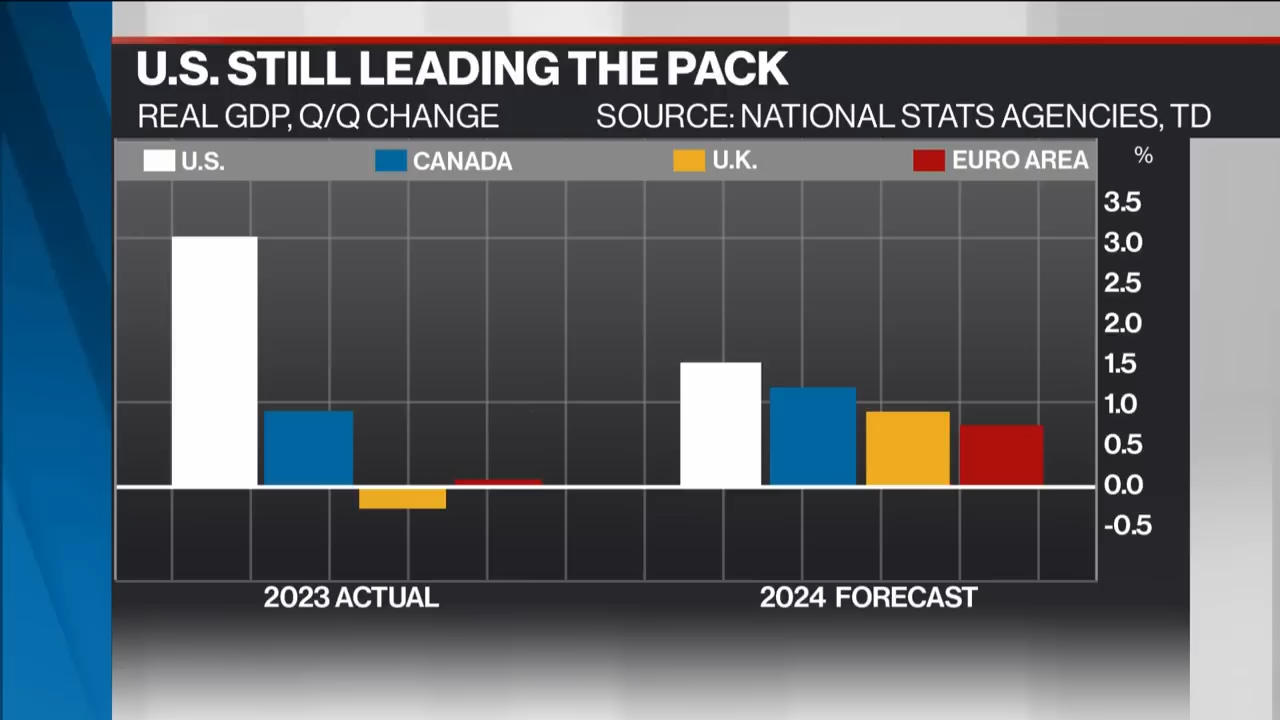 U.S. STILL LEADING THE PACK
REAL GDP, Q/Q CHANGE SOURCE: NATIONAL STATS AGENCIES, TD
U.S. CANADA U.K. EURO AREA %
3.5
3.0
2.5
2.0
1.5
1.0
0.5
0.0
-0.5
2023 ACTUAL 2024 FORECAST